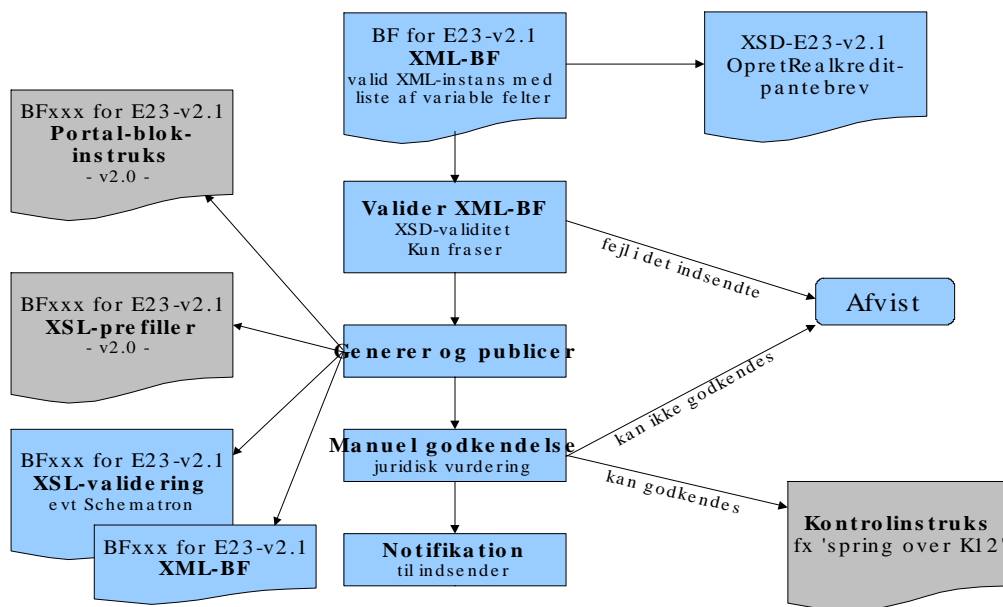 BF for E23-v2.1
XML-BF
valid XML-instans med
liste af variable felter
XSD-E23-v2.1
OpretRealkredit-
pantebrev
BFxxx for E23-v2.1
Portal-blok-
instruks
- v2.0 -
Valider XML-BF
XSD-validitet
Kun fraser
fejl i det indsendte
Afvist
BFxxx for E23-v2.1
XSL-prefiller
- v2.0 -
Generer og publicer
kan ikke godkendes
Manuel godkendelse
juridisk vurdering
kan godkendes
BFxxx for E23-v2.1
XSL-validering
evt Schematron
BFxxx for E23-v2.1
XML-BF
Notifikation
til indsender
Kontrolinstruks
fx 'spring over K12'